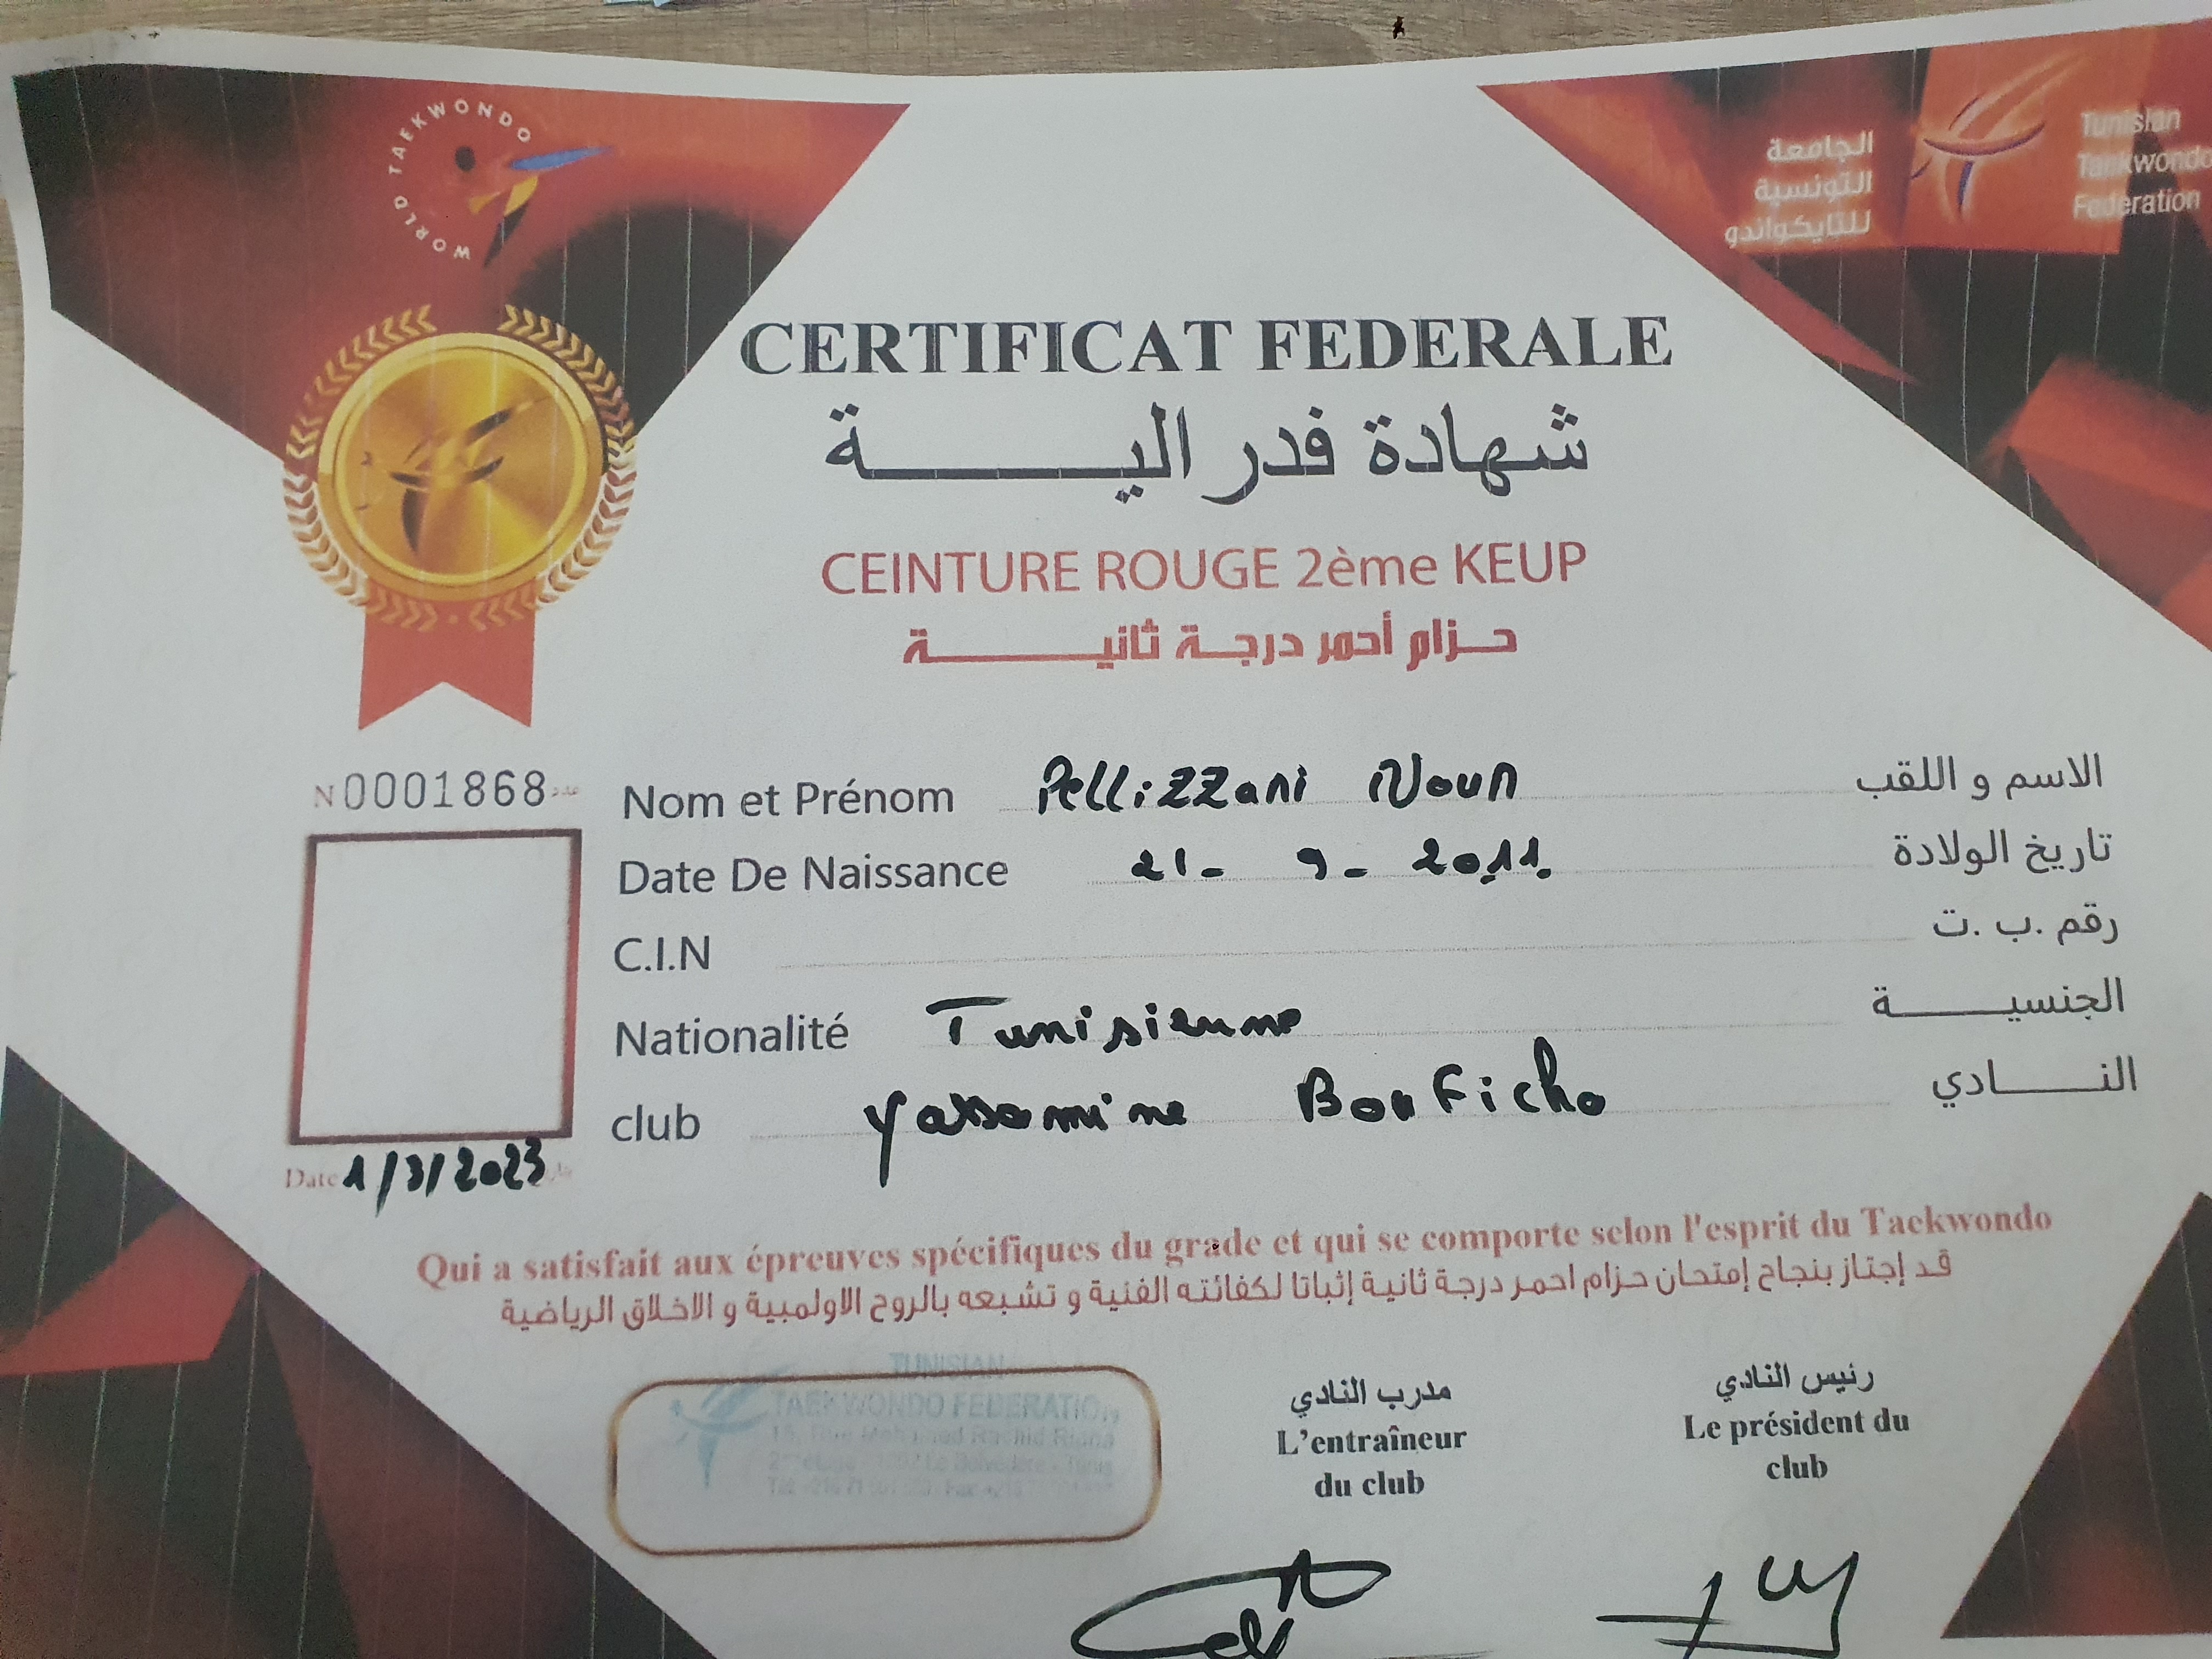 WORLD TAEKWONDO
الجامعة
التونسية
للتايكواندو
Tunisian
Taekwondo
Federation
CERTIFICAT FEDERALE
شهادة فدرالية
CEINTURE ROUGE 2ème KEUP
حزام أحمر درجة ثانية
N 0001868 عدد
Nom et Prénom Pellizzani Noun الاسم و اللقب
Date De Naissance 21- 9- 2011. تاريخ الولادة
C.I.N رقم .ب .ت
Nationalité Tunisienne الجنسية
club Yassamine Bouficha النادي
Date 1/3/2023
Qui a satisfait aux épreuves spécifiques du grade et qui se comporte selon l'esprit du Taekwondo
قد إجتاز بنجاح إمتحان حزام احمر درجة ثانية إثباتا لكفائته الفنية و تشبعه بالروح الاولمبية و الاخلاق الرياضية
TUNISIAN
TAEKWONDO FEDERATION
مدرب النادي
L'entraîneur
du club
رئيس النادي
Le président du
club